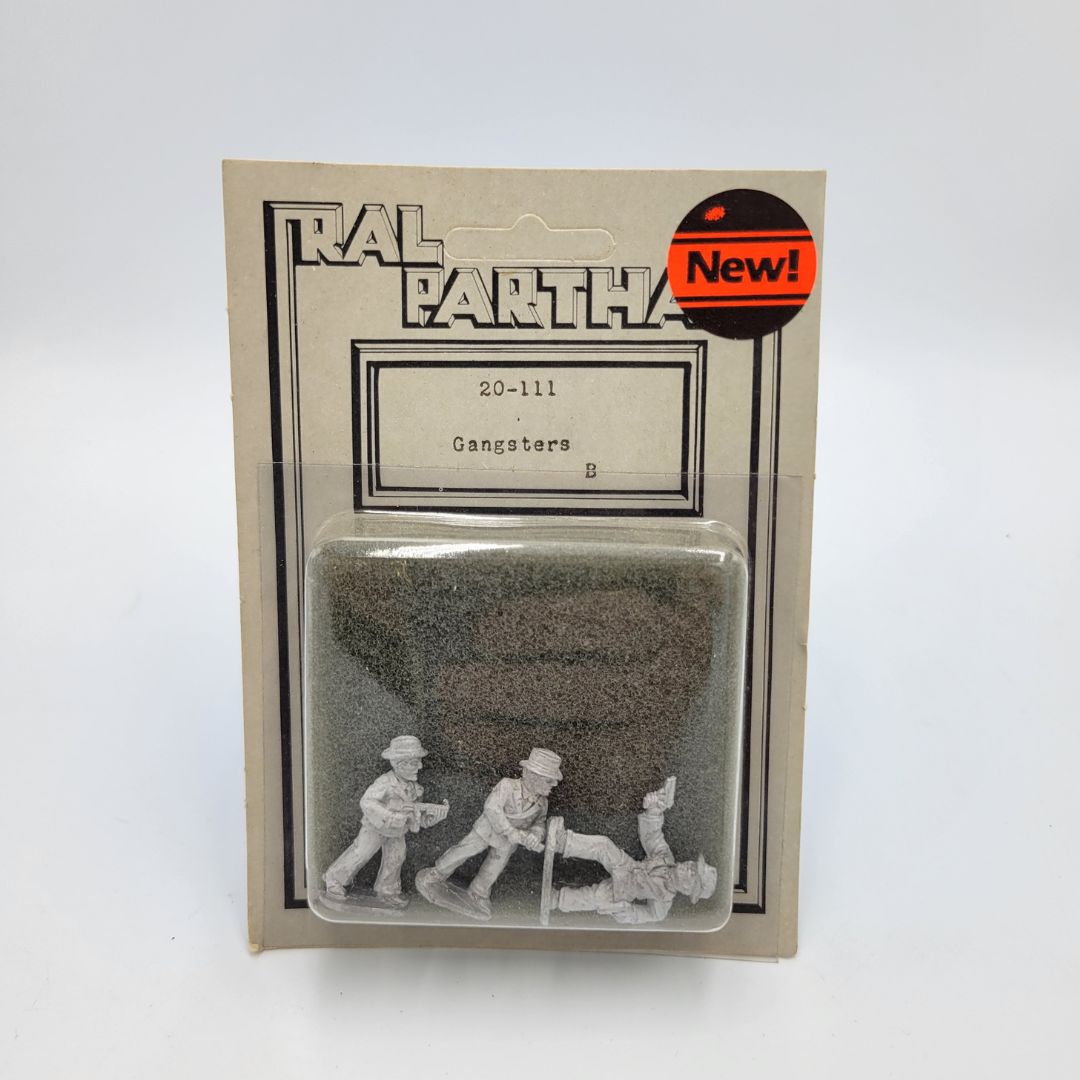 RAL
PARTHA
New!
20-111
Gangsters
B